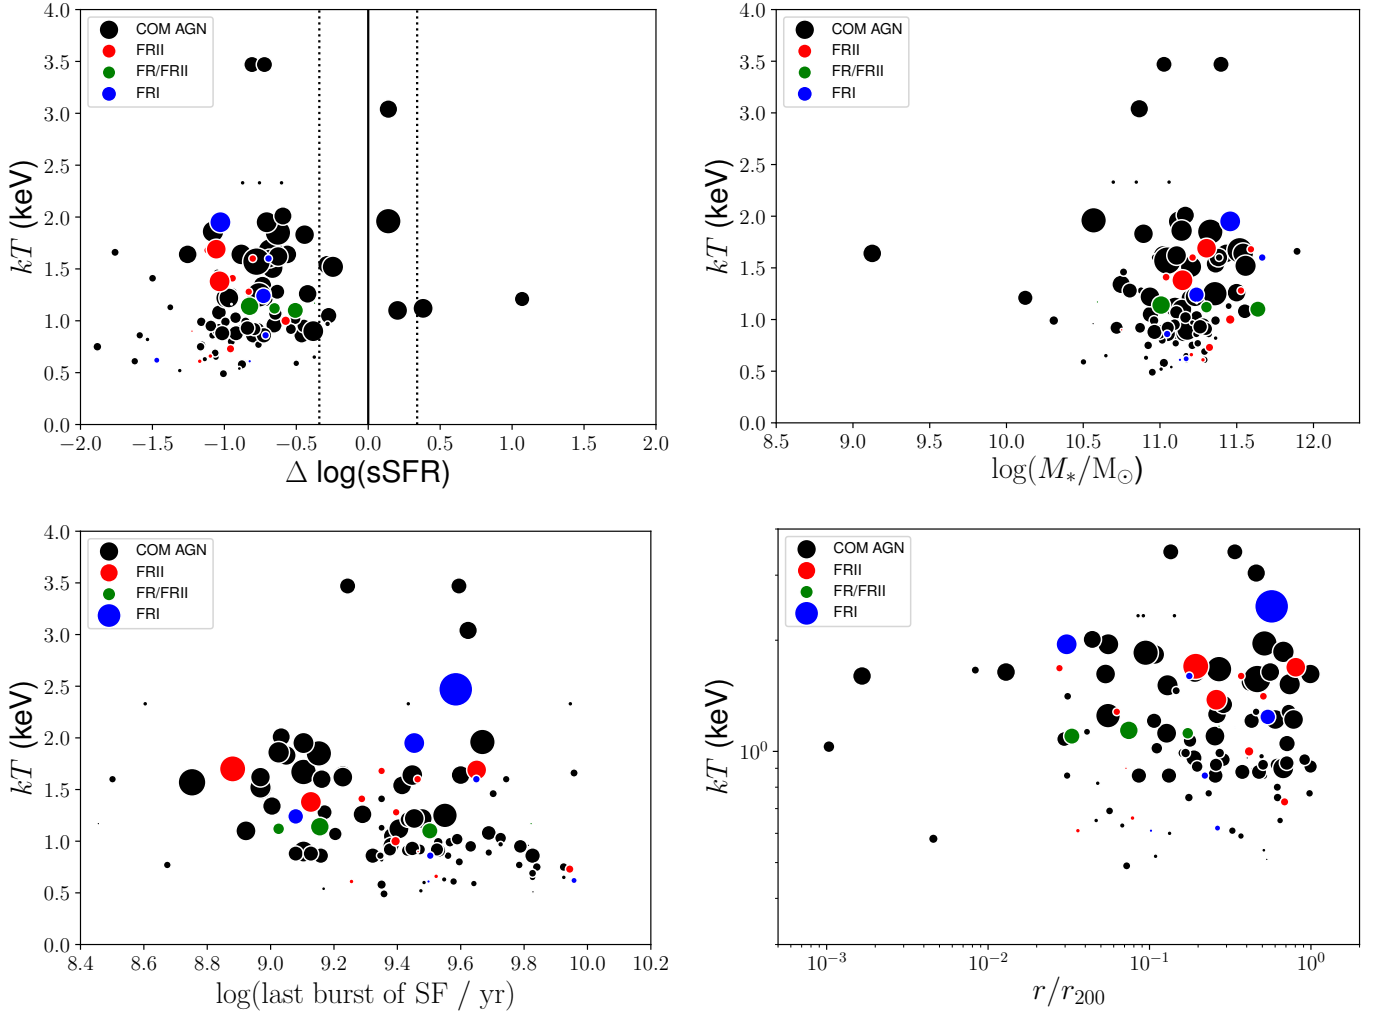 4.0
3.5
3.0
2.5
2.0
1.5
1.0
0.5
0.0
kT (keV)
COM AGN
FRII
FR/FRII
FRI
−2.0 −1.5 −1.0 −0.5 0.0 0.5 1.0 1.5 2.0
Δ log(sSFR)
4.0
3.5
3.0
2.5
2.0
1.5
1.0
0.5
0.0
kT (keV)
COM AGN
FRII
FR/FRII
FRI
8.5 9.0 9.5 10.0 10.5 11.0 11.5 12.0
log(M∗/M⊙)
4.0
3.5
3.0
2.5
2.0
1.5
1.0
0.5
0.0
kT (keV)
COM AGN
FRII
FR/FRII
FRI
8.4 8.6 8.8 9.0 9.2 9.4 9.6 9.8 10.0 10.2
log(last burst of SF / yr)
10⁰
kT (keV)
COM AGN
FRII
FR/FRII
FRI
10⁻³ 10⁻² 10⁻¹ 10⁰
r/r₂₀₀